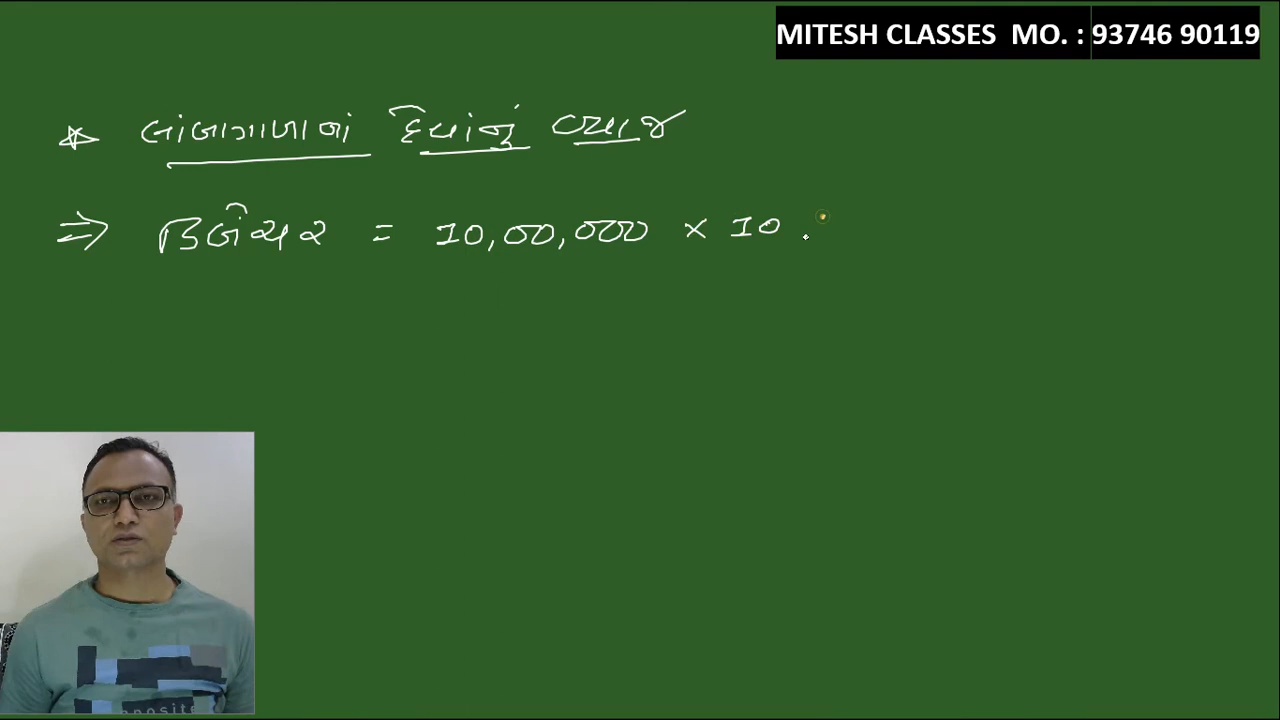 MITESH CLASSES MO. : 93746 90119
લાંબાગાળાનાં દેવાંનું વ્યાજ
⇒ ડિબેંચર = 10,00,000 × 10